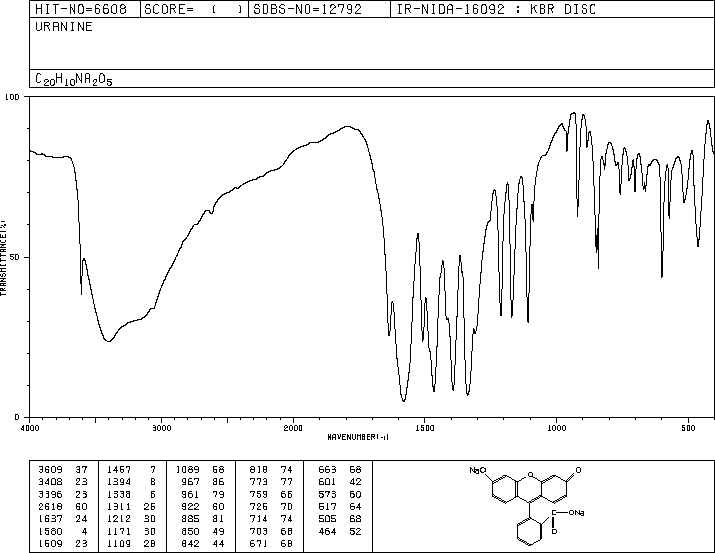 HIT-NO=6608 SCORE= ( ) SDBS-NO=12792 IR-NIDA-16092 : KBR DISC
URANINE
C20H10NA2O5
100
50
0
TRANSMITTANCE(%)
4000 3000 2000 1500 1000 500
WAVENUMBER(-1)
3609 37 1467 7 1089 68 818 74 663 68
3408 23 1394 8 967 86 773 77 601 42
3396 23 1338 6 961 79 759 66 573 60
2618 60 1311 26 922 60 726 70 517 64
1637 24 1212 30 885 81 714 74 505 68
1580 4 1171 30 850 49 703 68 464 52
1509 23 1109 28 842 44 671 68
NaO O O
C—ONa
O